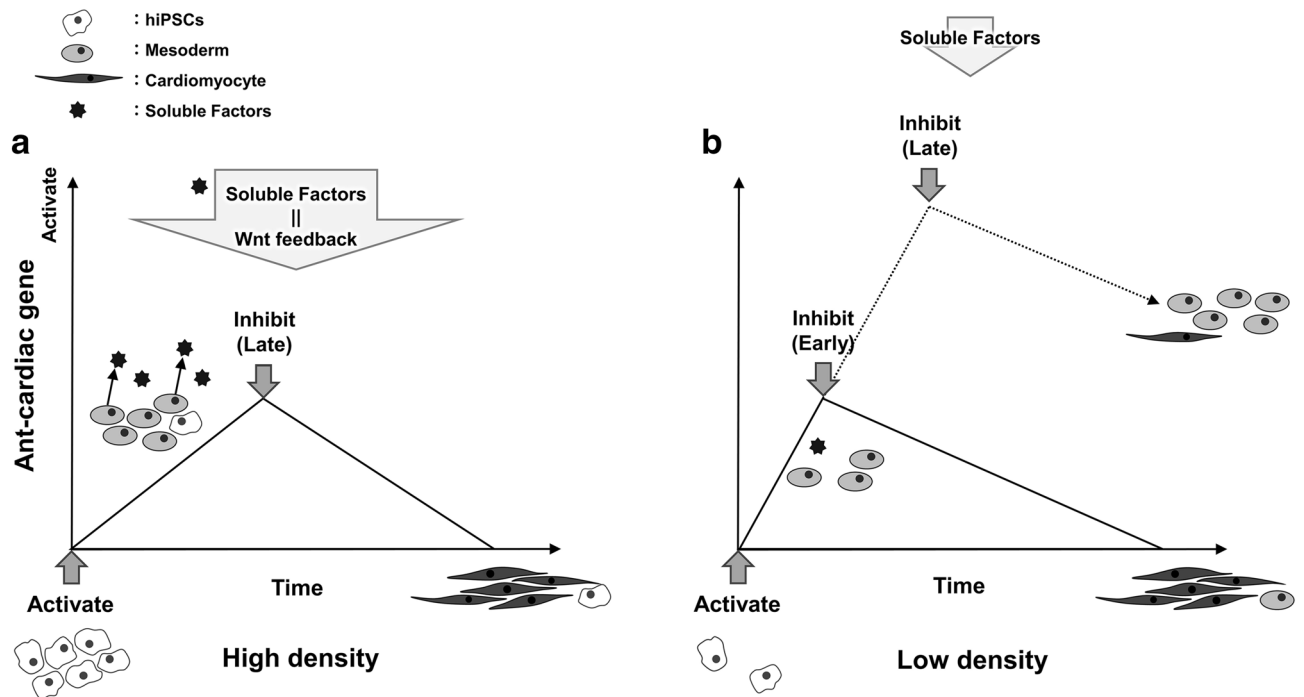 : hiPSCs
: Mesoderm
: Cardiomyocyte
: Soluble Factors
a
Activate
Ant-cardiac gene
Soluble Factors
||
Wnt feedback
Inhibit
(Late)
Activate
Time
High density
b
Soluble Factors
Inhibit
(Late)
Inhibit
(Early)
Activate
Time
Low density